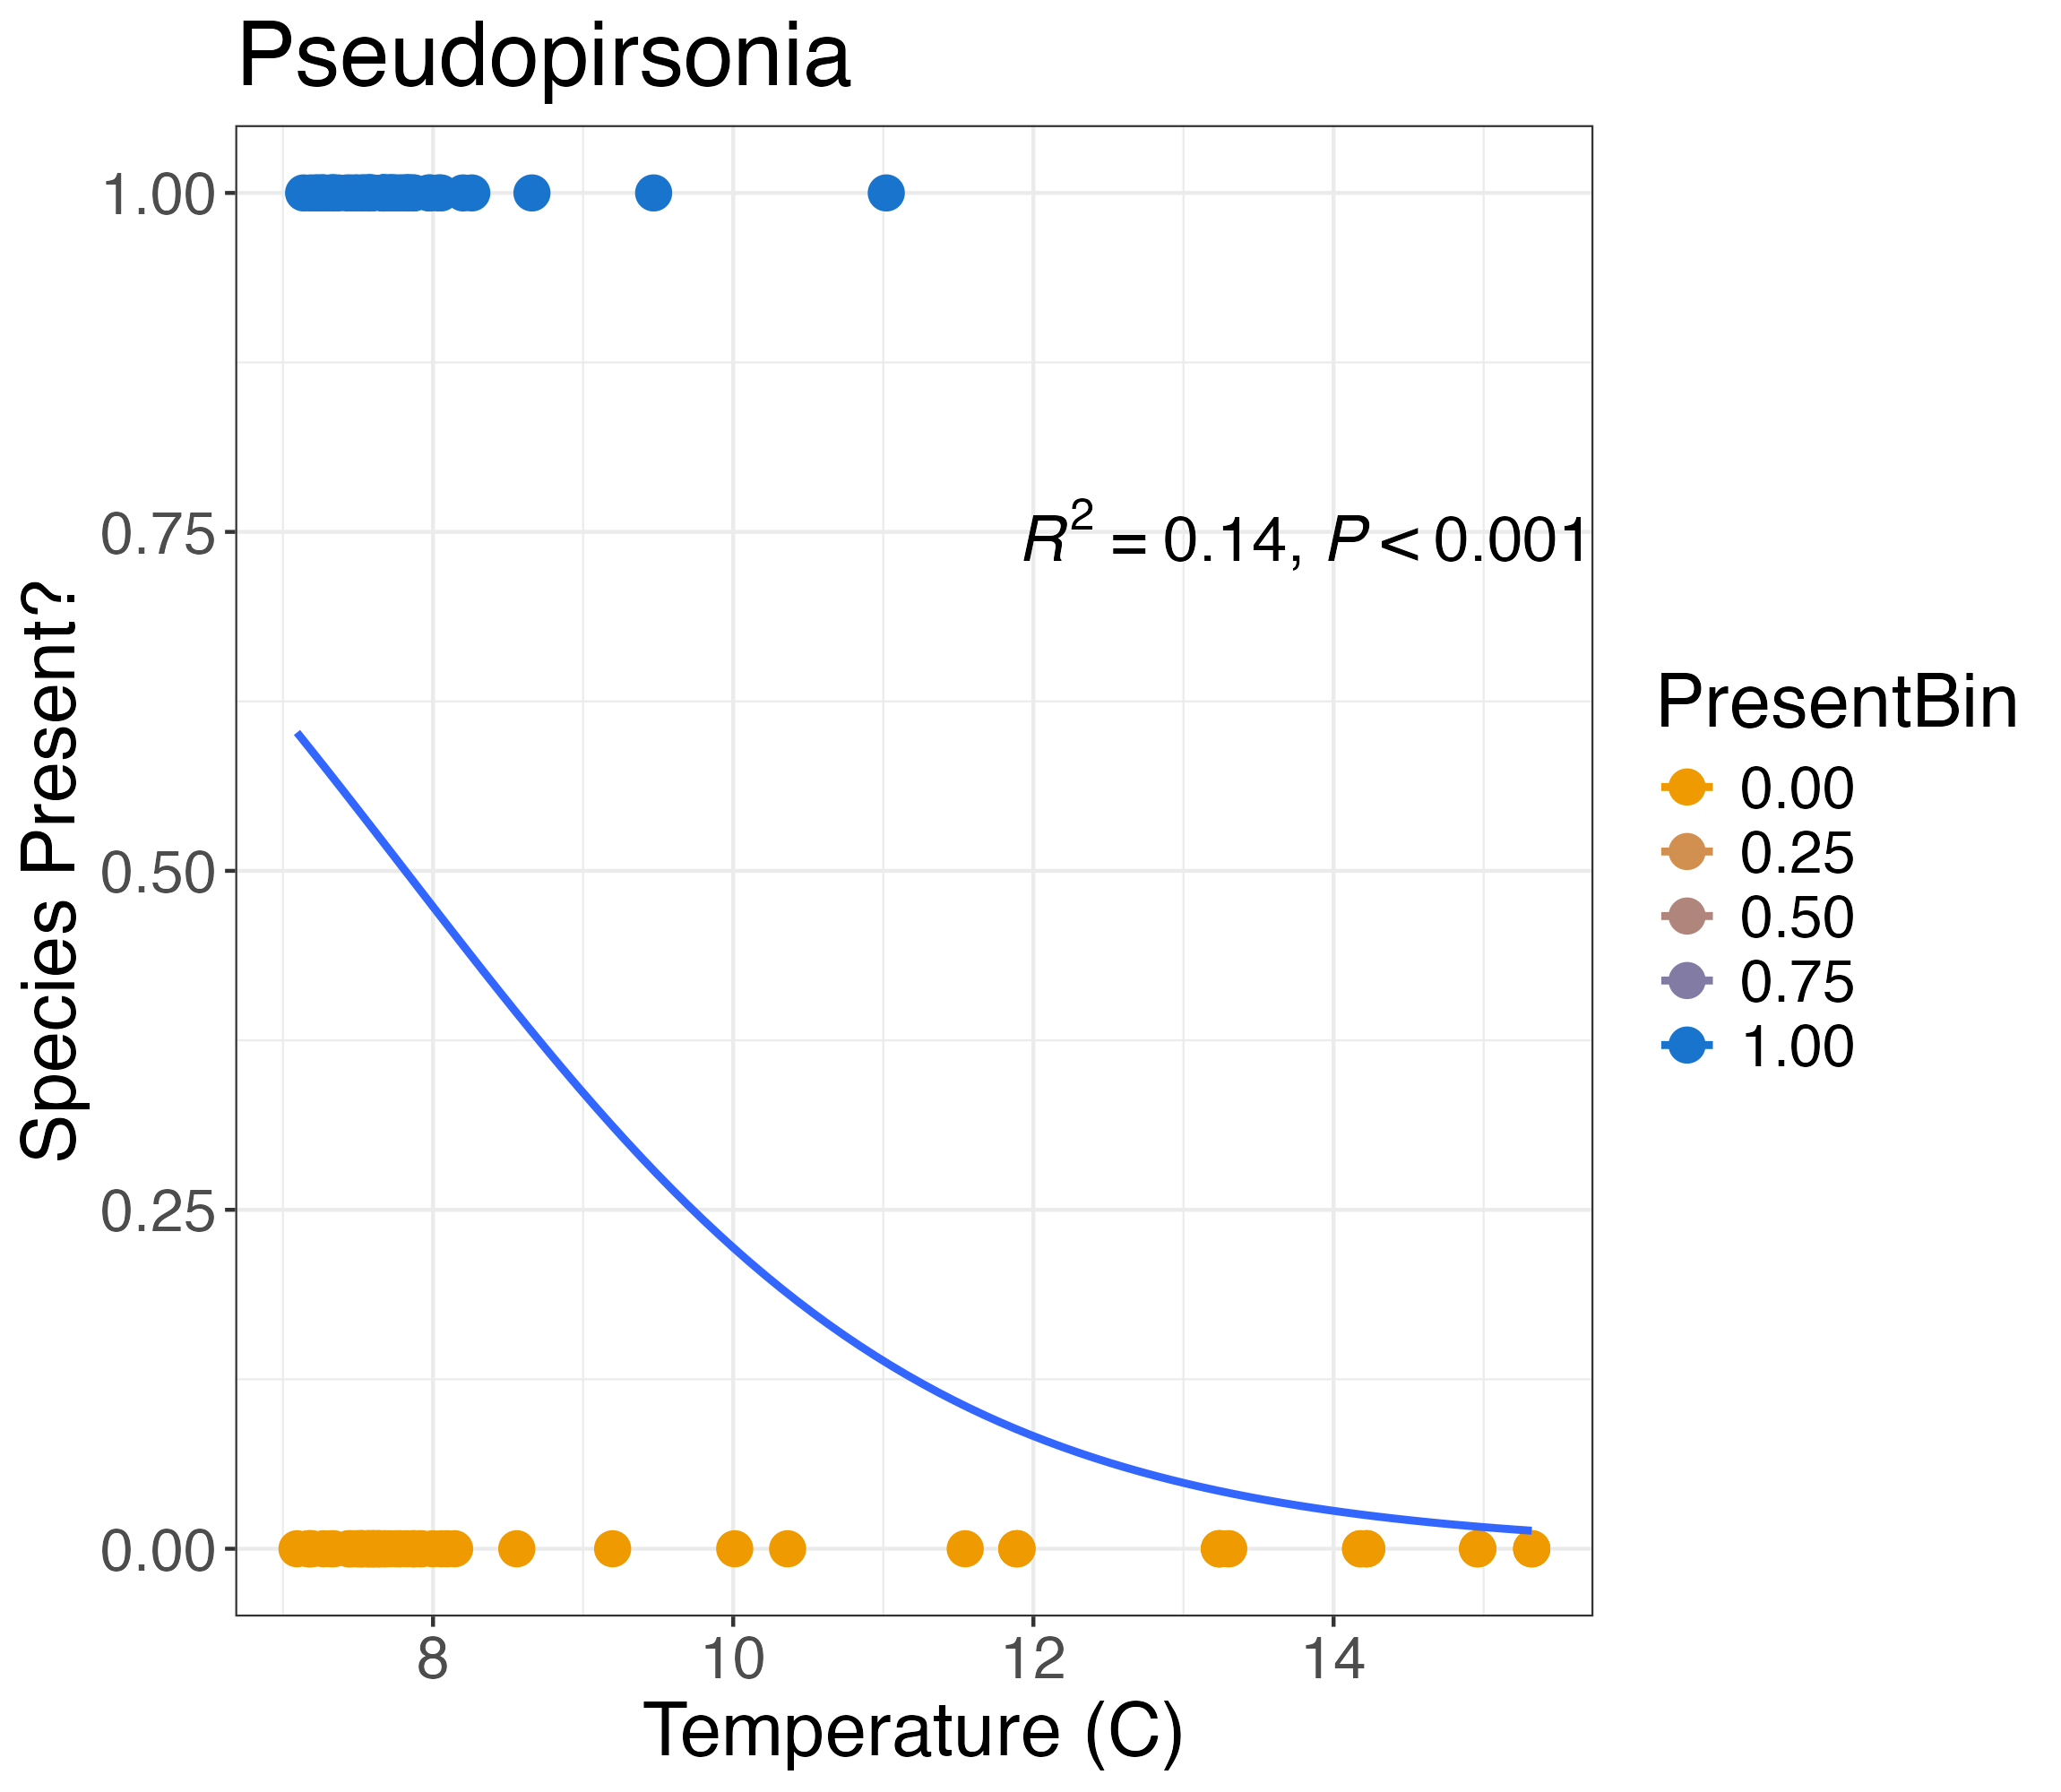 Pseudopirsonia
1.00
0.75
0.50
0.25
0.00
Species Present?
R² = 0.14, P < 0.001
8 10 12 14
Temperature (C)
PresentBin
0.00
0.25
0.50
0.75
1.00